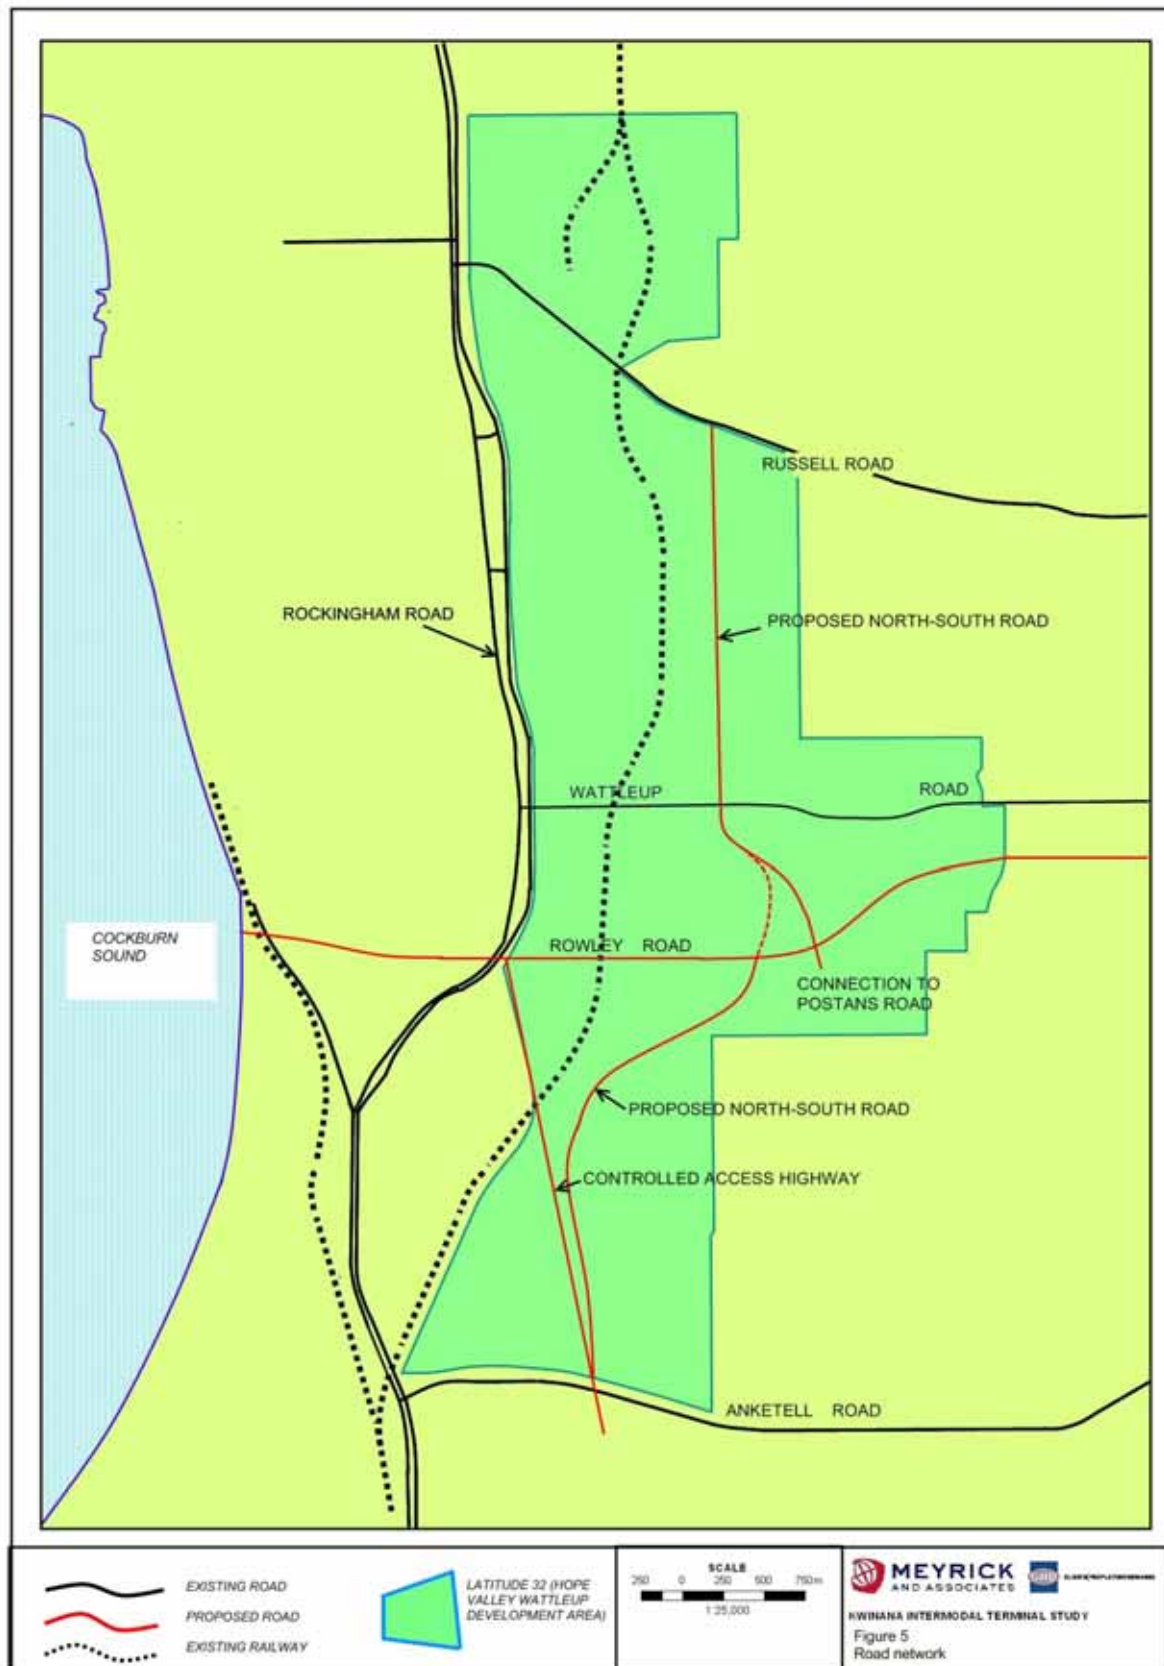 RUSSELL ROAD
ROCKINGHAM ROAD
PROPOSED NORTH-SOUTH ROAD
WATTLEUP ROAD
COCKBURN
SOUND
ROWLEY ROAD
CONNECTION TO
POSTANS ROAD
PROPOSED NORTH-SOUTH ROAD
CONTROLLED ACCESS HIGHWAY
ANKETELL ROAD
EXISTING ROAD
PROPOSED ROAD
EXISTING RAILWAY
LATITUDE 32 (HOPE
VALLEY WATTLEUP
DEVELOPMENT AREA)
SCALE
250 0 250 500 750m
1:25,000
MEYRICK
AND ASSOCIATES
GHD
KWINANA INTERMODAL TERMINAL STUDY
Figure 5
Road network